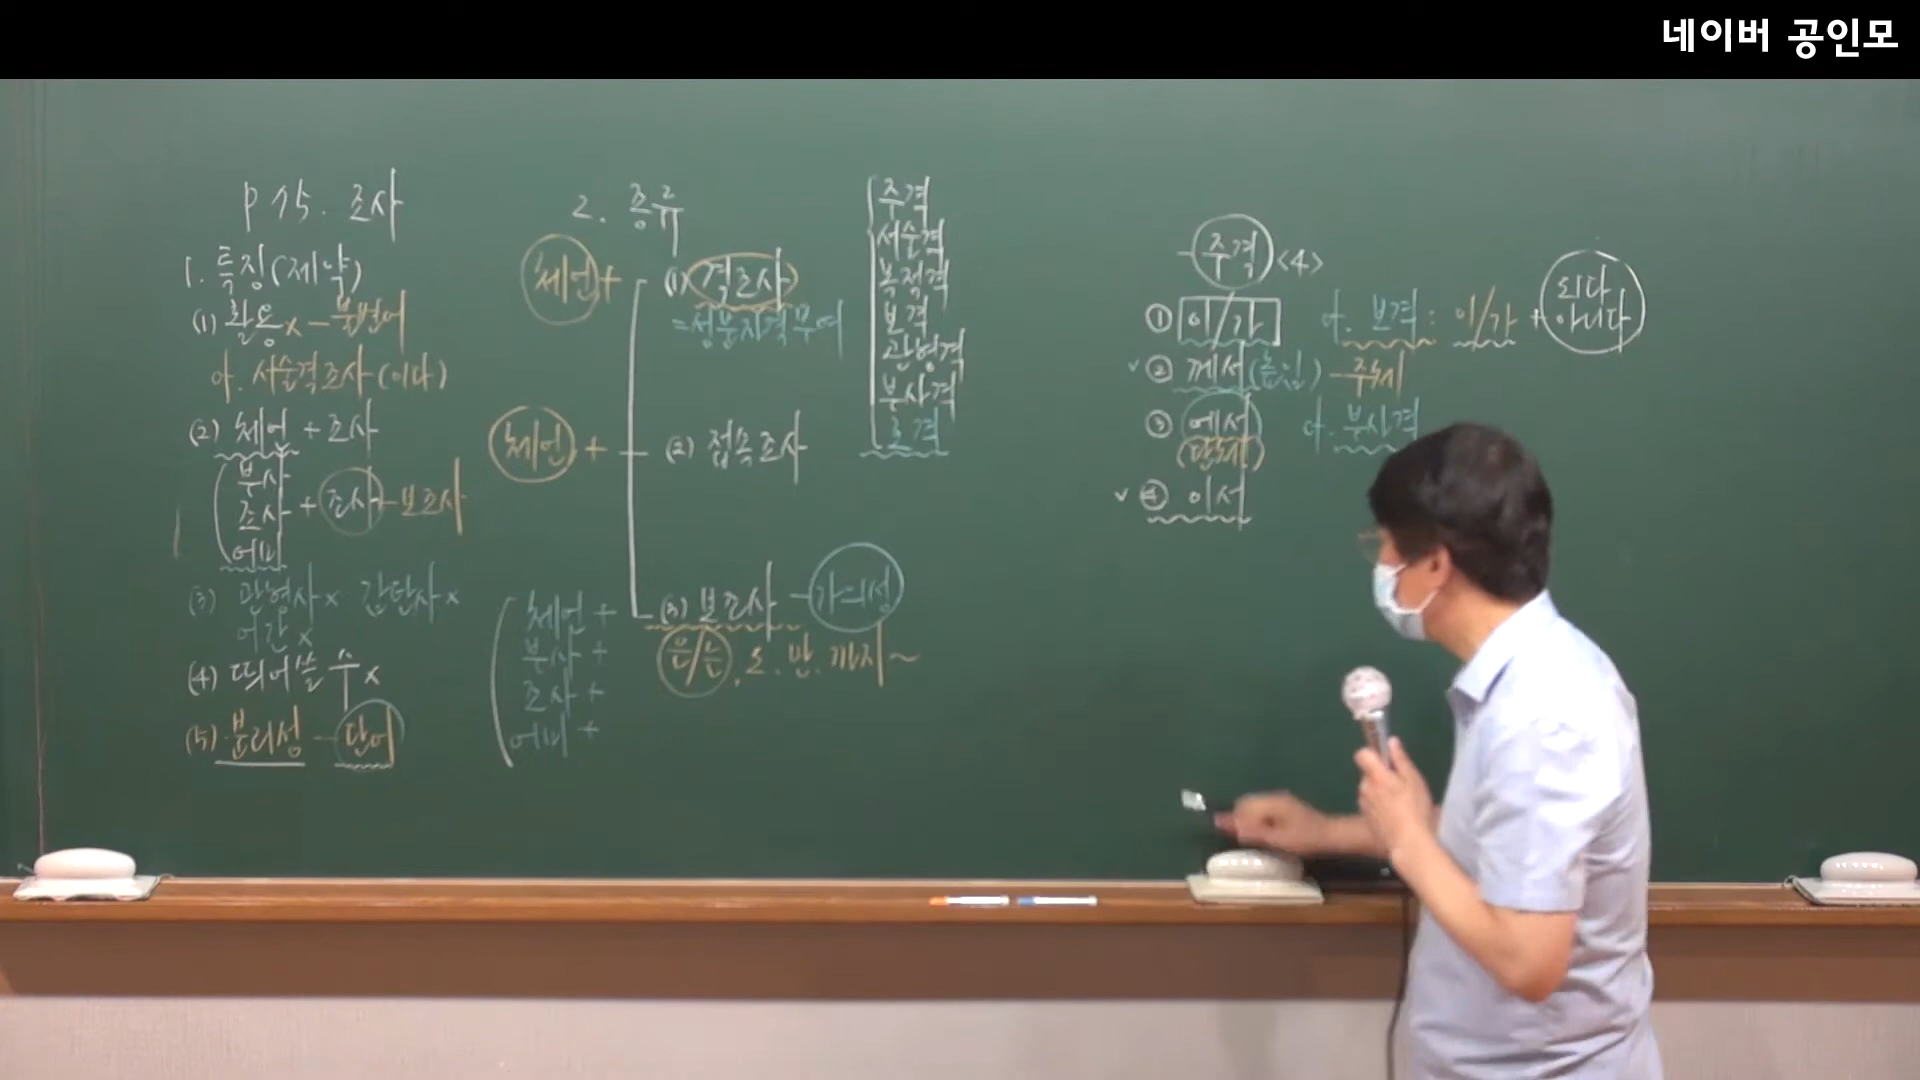 네이버 공인모
P 75. 조사
1. 특징(제약)
(1) 활용 x - 불변어
아. 서술격조사(이다)
(2) 체언 + 조사
부사
조사 + 조사 - 보조사
어미
(3) 관형사x 감탄사x
어간x
(4) 띄어쓸 수 x
(5) 분리성 - 단어
2. 종류
체언 + (1) 격조사
=성분자격부여
주격
서술격
목적격
보격
관형격
부사격
호격
체언 + (2) 접속조사
(3) 보조사 - 가의성
은/는, 도. 만. 까지~
체언 +
부사 +
조사 +
어미 +
- 주격 <4>
① 이/가 아. 보격 : 이/가 + 되다 아니다
② 께서(높임) - 주체
③ 에서 아. 부사격
(단체)
④ 이서